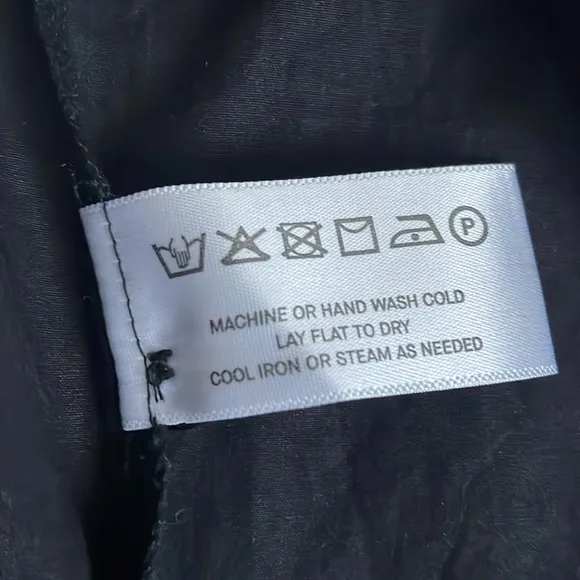 P
MACHINE OR HAND WASH COLD
LAY FLAT TO DRY
COOL IRON OR STEAM AS NEEDED